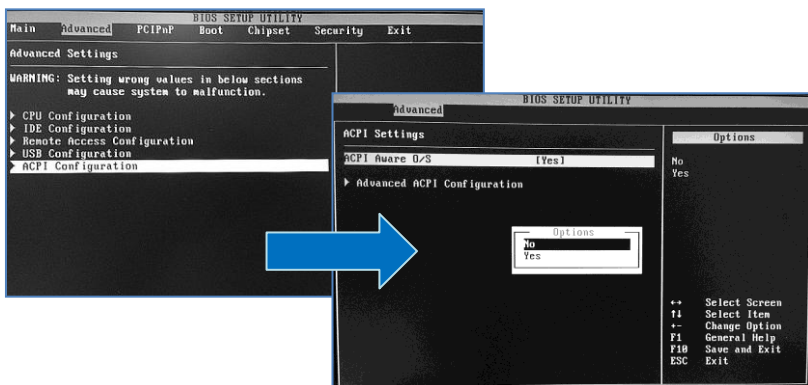 BIOS SETUP UTILITY
Main Advanced PCIPnP Boot Chipset Security Exit
Advanced Settings
WARNING: Setting wrong values in below sections
may cause system to malfunction.
CPU Configuration
IDE Configuration
Remote Access Configuration
USB Configuration
ACPI Configuration
BIOS SETUP UTILITY
Advanced
ACPI Settings
ACPI Aware O/S [Yes]
Advanced ACPI Configuration
Options
No
Yes
Options
No
Yes
↔ Select Screen
↑↓ Select Item
+- Change Option
F1 General Help
F10 Save and Exit
ESC Exit